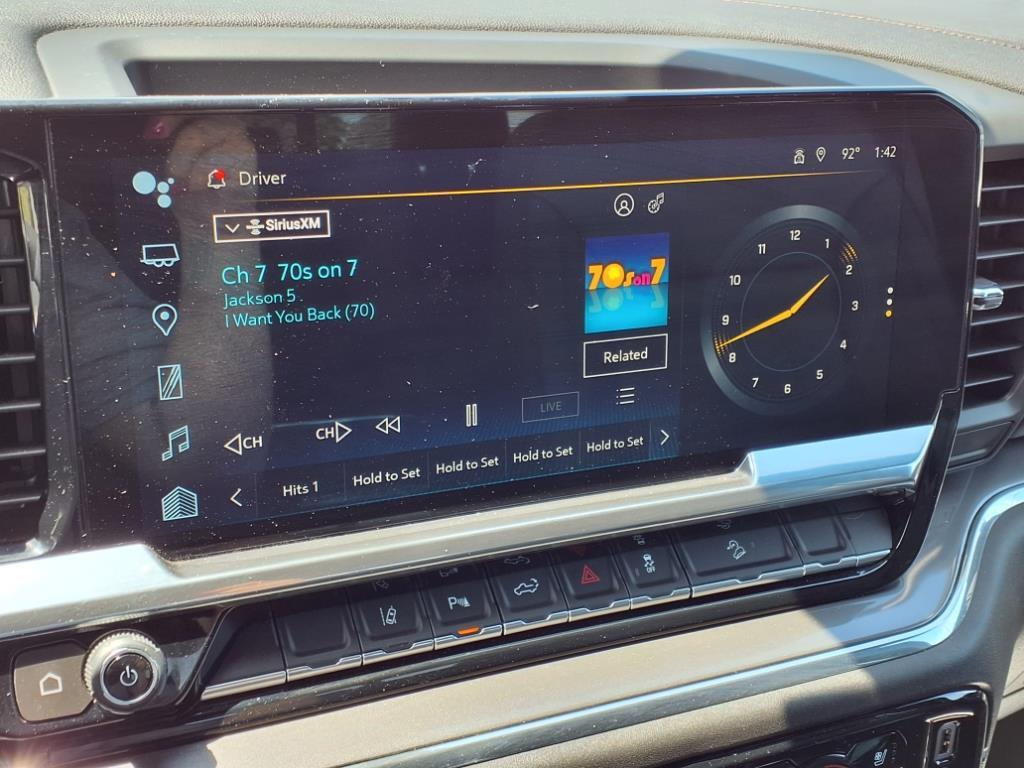 Driver
92° 1:42
SiriusXM
Ch 7 70s on 7
Jackson 5
I Want You Back (70)
70s on 7
Related
12
1
2
3
4
5
6
7
8
9
10
11
CH CH LIVE
Hits 1 Hold to Set Hold to Set Hold to Set Hold to Set
P